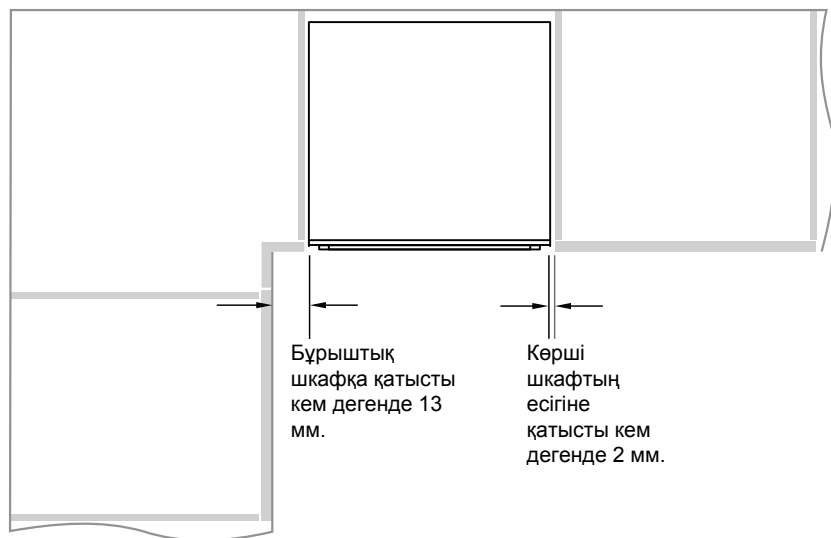 Бұрыштық
шкафқа қатысты
кем дегенде 13
мм.
Көрші
шкафтың
есігіне
қатысты кем
дегенде 2 мм.